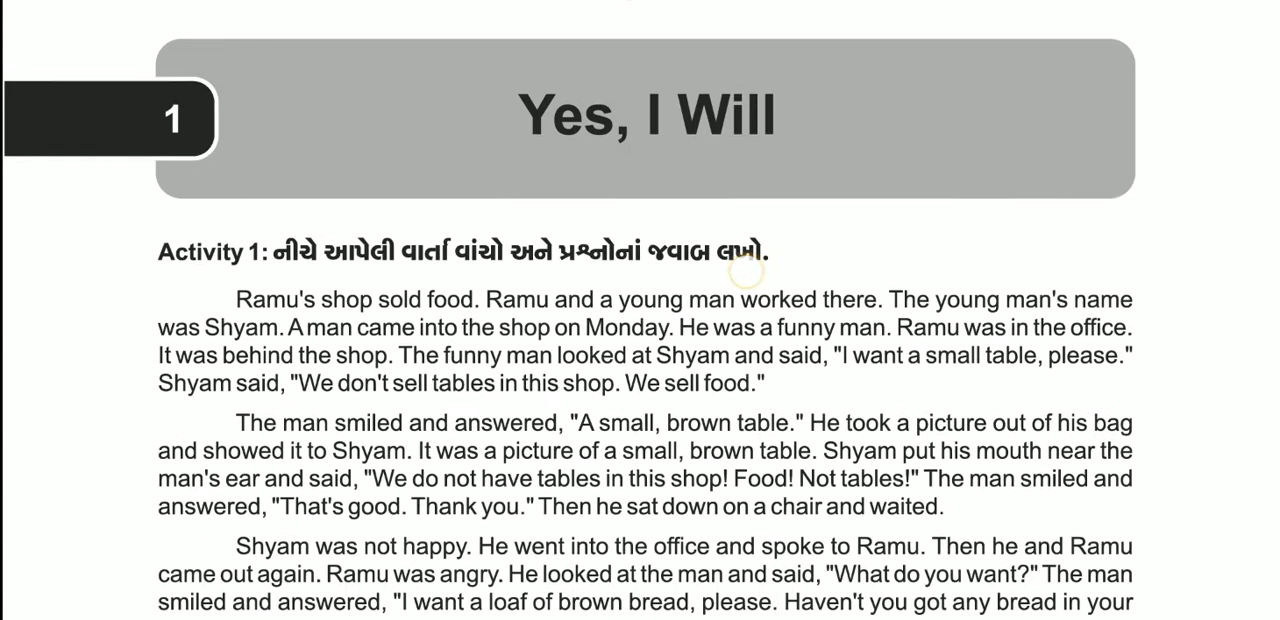 1
Yes, I Will
Activity 1: નીચે આપેલી વાર્તા વાંચો અને પ્રશ્નોનાં જવાબ લખો.
Ramu's shop sold food. Ramu and a young man worked there. The young man's name
was Shyam. A man came into the shop on Monday. He was a funny man. Ramu was in the office.
It was behind the shop. The funny man looked at Shyam and said, "I want a small table, please."
Shyam said, "We don't sell tables in this shop. We sell food."
The man smiled and answered, "A small, brown table." He took a picture out of his bag
and showed it to Shyam. It was a picture of a small, brown table. Shyam put his mouth near the
man's ear and said, "We do not have tables in this shop! Food! Not tables!" The man smiled and
answered, "That's good. Thank you." Then he sat down on a chair and waited.
Shyam was not happy. He went into the office and spoke to Ramu. Then he and Ramu
came out again. Ramu was angry. He looked at the man and said, "What do you want?" The man
smiled and answered, "I want a loaf of brown bread, please. Haven't you got any bread in your